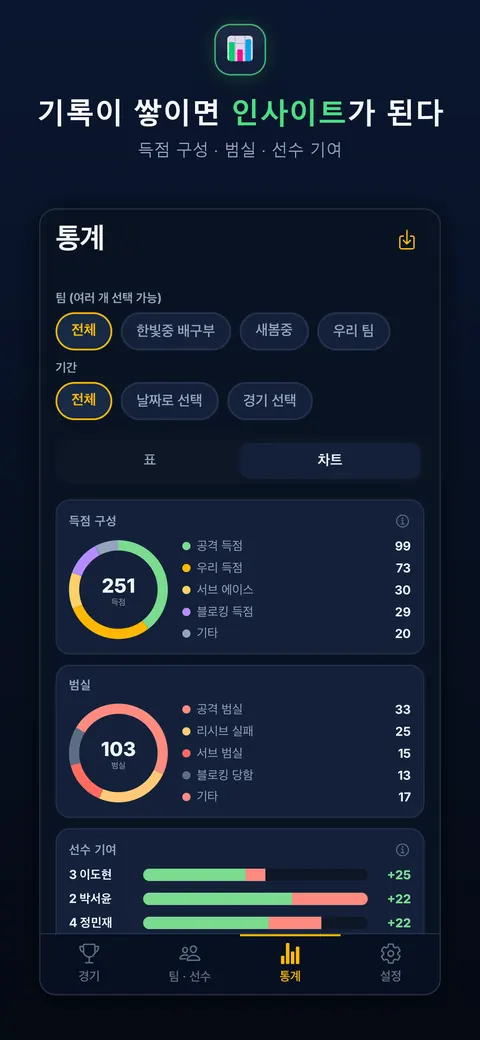 기록이 쌓이면 인사이트가 된다
득점 구성 · 범실 · 선수 기여
통계
팀 (여러 개 선택 가능)
전체 한빛중 배구부 새봄중 우리 팀
기간
전체 날짜로 선택 경기 선택
표 차트
득점 구성
251
득점
공격 득점 99
우리 득점 73
서브 에이스 30
블로킹 득점 29
기타 20
범실
103
범실
공격 범실 33
리시브 실패 25
서브 범실 15
블로킹 당함 13
기타 17
선수 기여
3 이도현 +25
2 박서윤 +22
4 정민재 +22
경기 팀 · 선수 통계 설정